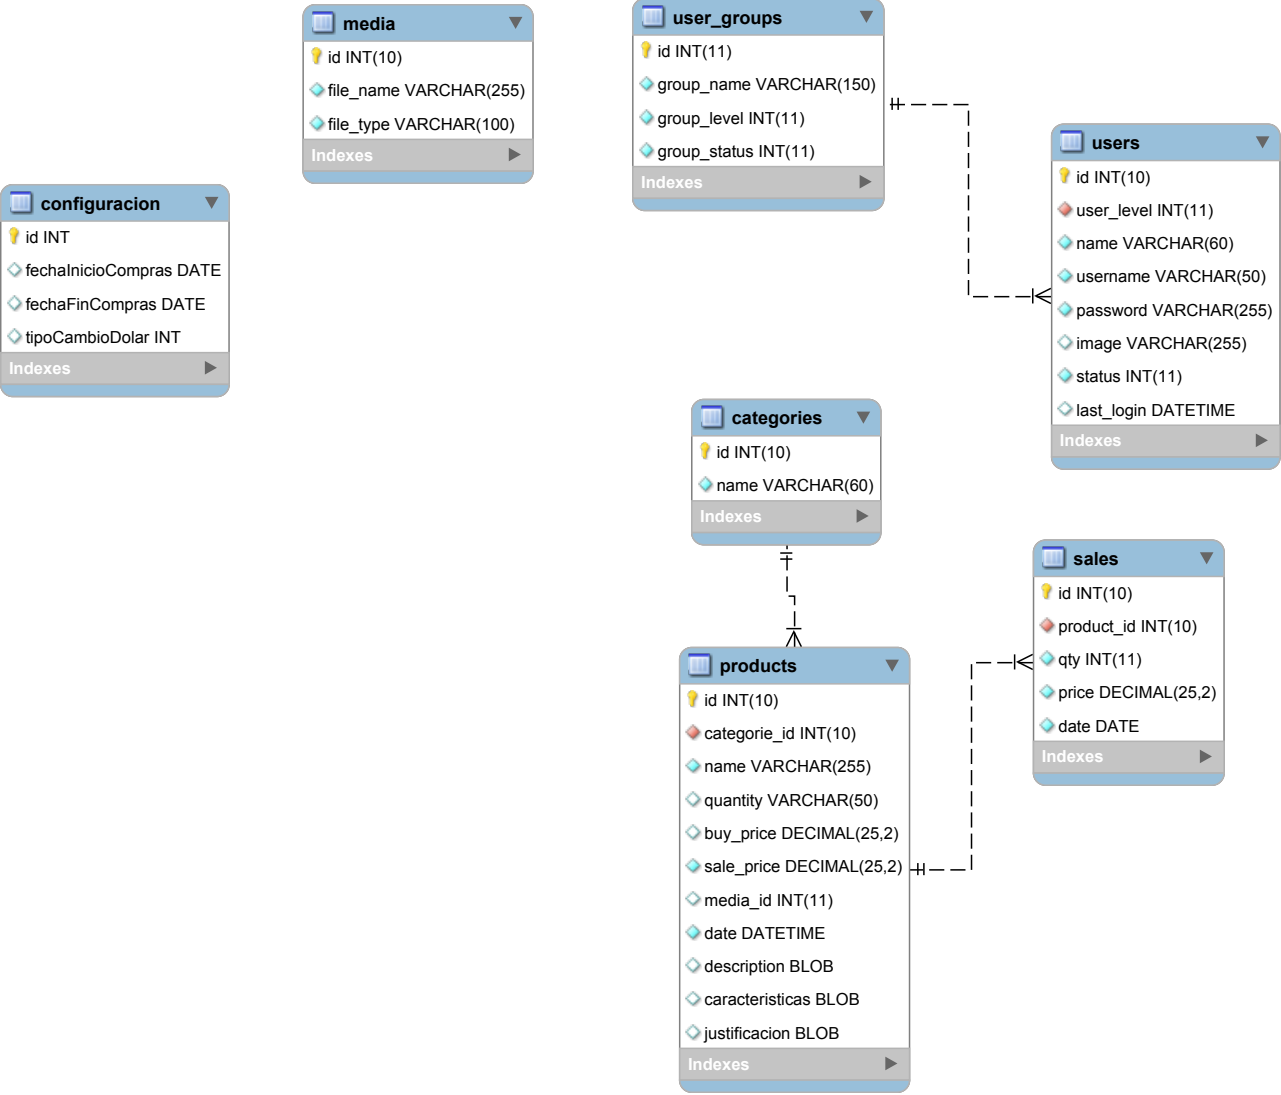 media
id INT(10)
file_name VARCHAR(255)
file_type VARCHAR(100)
Indexes
user_groups
id INT(11)
group_name VARCHAR(150)
group_level INT(11)
group_status INT(11)
Indexes
users
id INT(10)
user_level INT(11)
name VARCHAR(60)
username VARCHAR(50)
password VARCHAR(255)
image VARCHAR(255)
status INT(11)
last_login DATETIME
Indexes
configuracion
id INT
fechaInicioCompras DATE
fechaFinCompras DATE
tipoCambioDolar INT
Indexes
categories
id INT(10)
name VARCHAR(60)
Indexes
sales
id INT(10)
product_id INT(10)
qty INT(11)
price DECIMAL(25,2)
date DATE
Indexes
products
id INT(10)
categorie_id INT(10)
name VARCHAR(255)
quantity VARCHAR(50)
buy_price DECIMAL(25,2)
sale_price DECIMAL(25,2)
media_id INT(11)
date DATETIME
description BLOB
caracteristicas BLOB
justificacion BLOB
Indexes